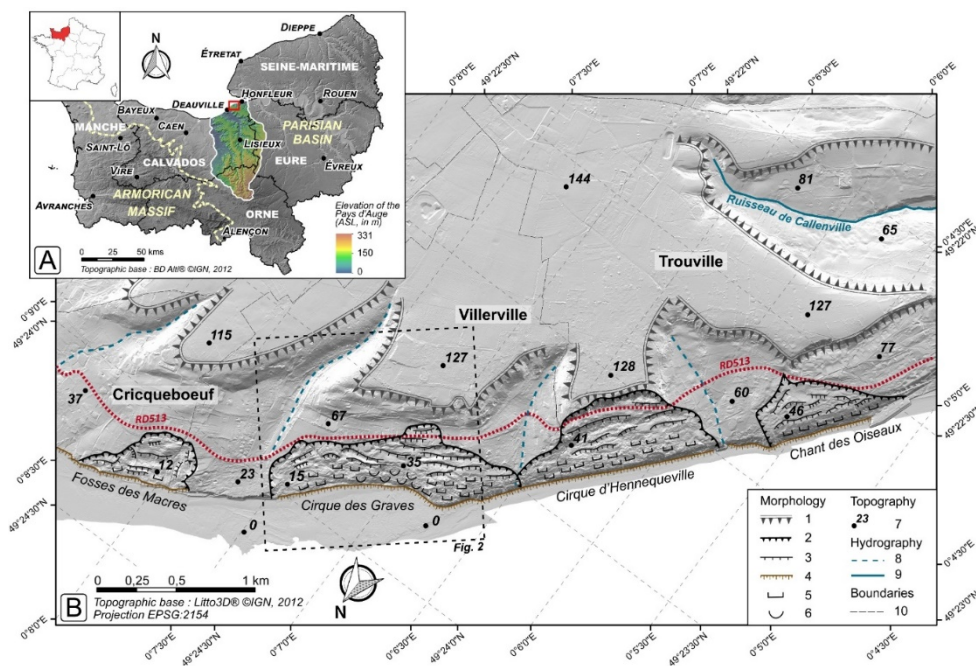 N
DIEPPE
ÉTRETAT
SEINE-MARITIME
HONFLEUR
DEAUVILLE
ROUEN
BAYEUX
CAEN
MANCHE
PARISIAN
BASIN
SAINT-LÔ
LISIEUX
CALVADOS
EURE
VIRE
ÉVREUX
ARMORICAN
MASSIF
AVRANCHES
ORNE
ALENÇON
Elevation of the
Pays d'Auge
(ASL, in m)
331
150
0
A
0 25 50 kms
Topographic base : BD Alti® ©IGN, 2012
0°8'0"E
49°22'30"N
0°7'30"E
0°7'0"E
49°22'0"N
0°6'30"E
0°6'0"E
144
81
Ruisseau de Callenville
65
0°4'30"E
49°22'0"N
Trouville
0°9'0"E
49°24'0"N
115
Villerville
127
127
128
77
RD513
Cricqueboeuf
37
RD513
67
60
46
41
0°5'0"E
49°22'30"N
12
23
15
35
Chant des Oiseaux
0°8'30"E
49°24'30"N
Fosses des Macres
Cirque des Graves
Cirque d'Hennequeville
0
0
Fig. 2
Morphology
1
2
3
4
5
6
Topography
23 7
Hydrography
8
9
Boundaries
10
0°4'30"E
49°23'0"N
0 0,25 0,5 1 km
N
B
Topographic base : Litto3D® ©IGN, 2012
Projection EPSG:2154
0°8'0"E
0°7'30"E
49°24'30"N
0°7'0"E
0°6'30"E
49°24'0"N
0°6'0"E
0°5'30"E
49°23'30"N
0°5'0"E
0°4'30"E